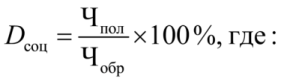 D_соц = Ч_пол / Ч_обр × 100 %, где :